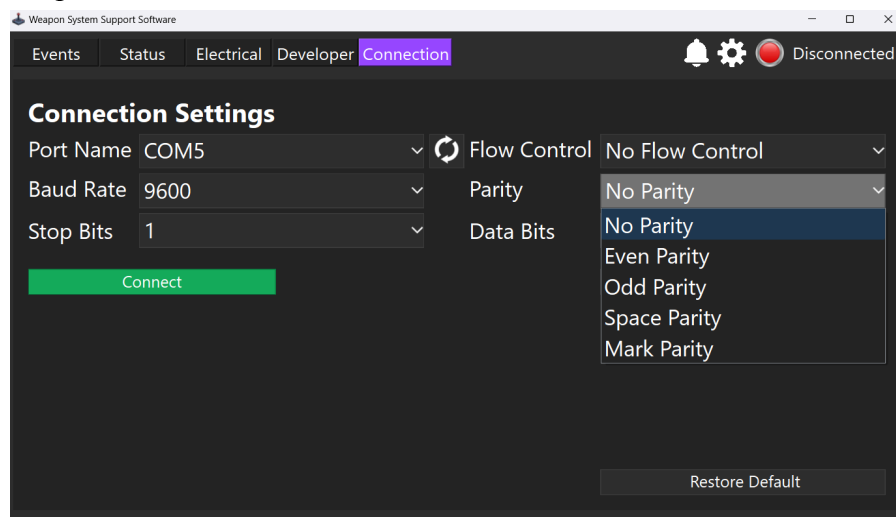 Weapon System Support Software
Events Status Electrical Developer Connection Disconnected
Connection Settings
Port Name COM5 Flow Control No Flow Control
Baud Rate 9600 Parity No Parity
Stop Bits 1 Data Bits No Parity
Even Parity
Connect
Odd Parity
Space Parity
Mark Parity
Restore Default